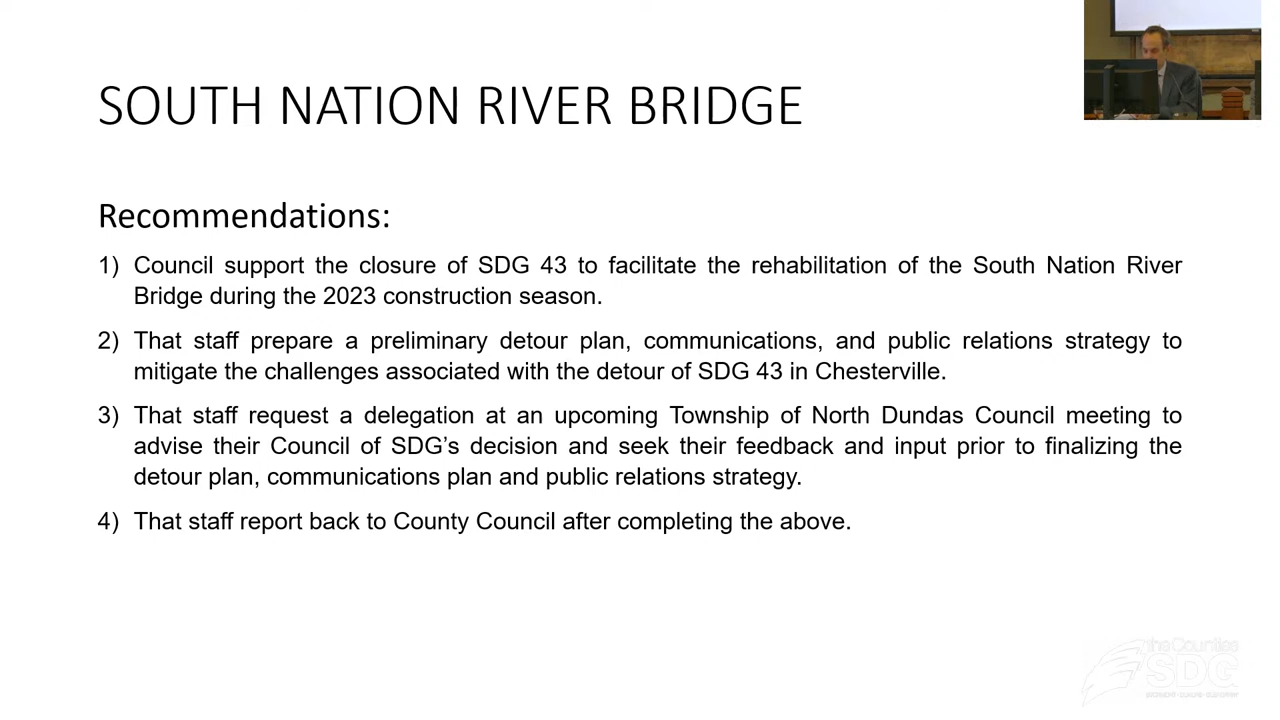 SOUTH NATION RIVER BRIDGE
Recommendations:
1) Council support the closure of SDG 43 to facilitate the rehabilitation of the South Nation River
Bridge during the 2023 construction season.
2) That staff prepare a preliminary detour plan, communications, and public relations strategy to
mitigate the challenges associated with the detour of SDG 43 in Chesterville.
3) That staff request a delegation at an upcoming Township of North Dundas Council meeting to
advise their Council of SDG’s decision and seek their feedback and input prior to finalizing the
detour plan, communications plan and public relations strategy.
4) That staff report back to County Council after completing the above.
the Counties
SDG